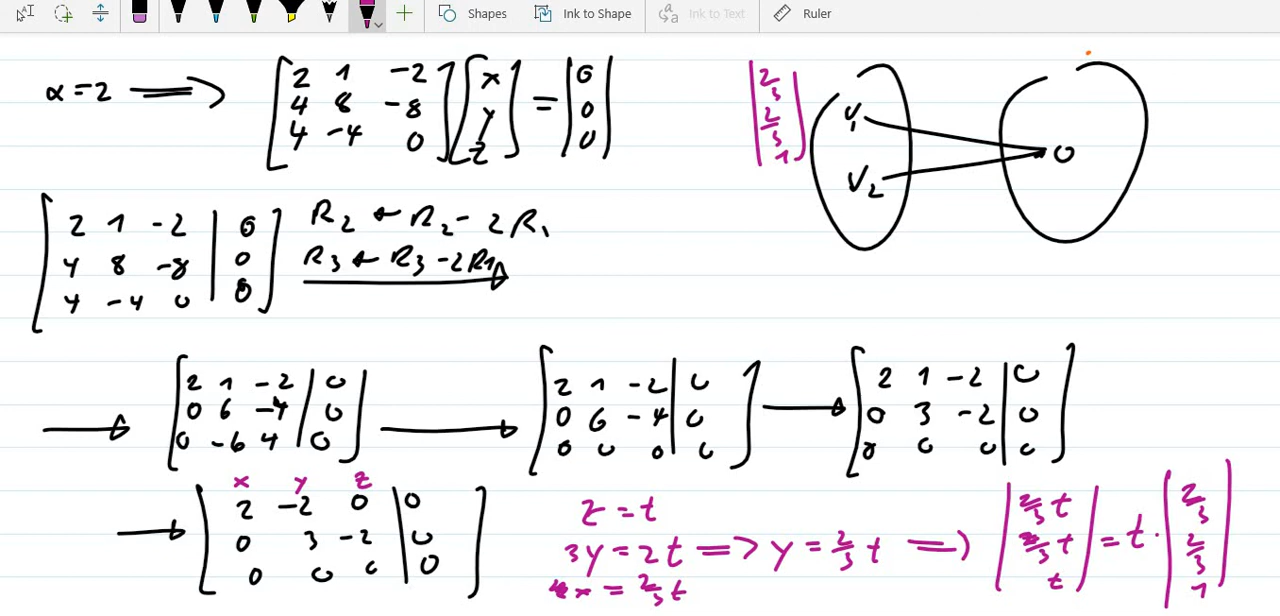 Shapes Ink to Shape Ink to Text Ruler
α=2 ⟹ [2 1 -2; 4 8 -8; 4 -4 0] [x; y; z] = [0; 0; 0]
[2/3; 2/3; 1] V₁ V₂ 0
[2 1 -2 | 0; 4 8 -8 | 0; 4 -4 0 | 0]
R₂ ← R₂ - 2R₁
R₃ ← R₃ - 2R₁
→ [2 1 -2 | 0; 0 6 -4 | 0; 0 -6 4 | 0] → [2 1 -2 | 0; 0 6 -4 | 0; 0 0 0 | 0] → [2 1 -2 | 0; 0 3 -2 | 0; 0 0 0 | 0]
x y z
→ [2 -2 0 | 0; 0 3 -2 | 0; 0 0 0 | 0]
z = t
3y = 2t ⟹ y = 2/3 t ⟹ [2/3 t; 2/3 t; t] = t · [2/3; 2/3; 1]
x = 2/3 t